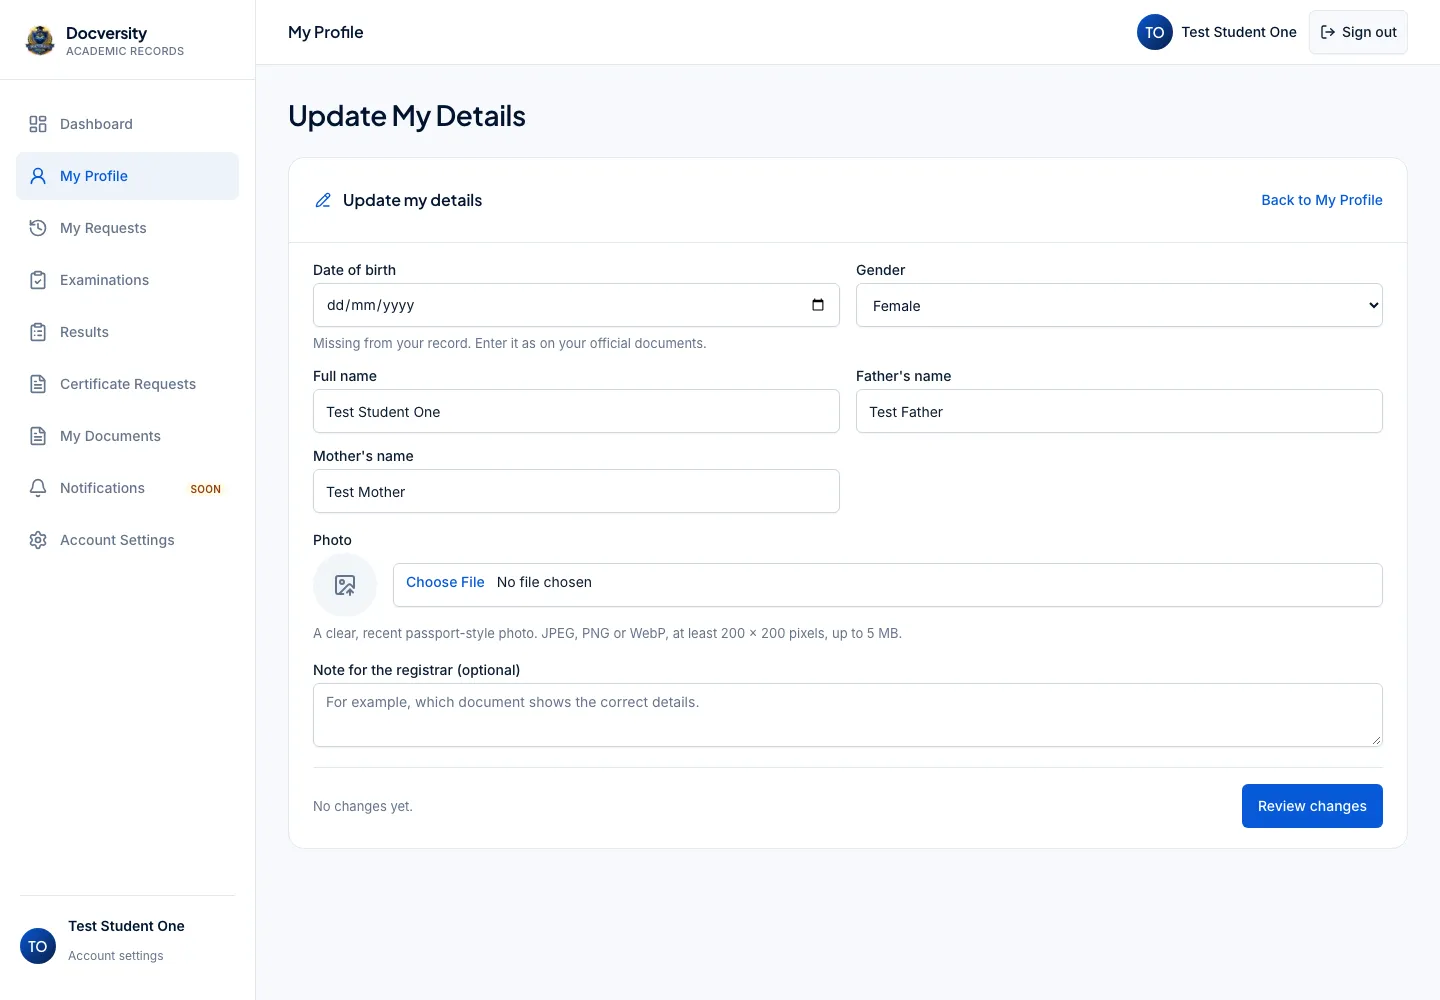 Docversity
ACADEMIC RECORDS
Dashboard
My Profile
My Requests
Examinations
Results
Certificate Requests
My Documents
Notifications SOON
Account Settings
TO Test Student One
Account settings
My Profile
TO Test Student One Sign out
Update My Details
Update my details Back to My Profile
Date of birth
dd/mm/yyyy
Missing from your record. Enter it as on your official documents.
Gender
Female
Full name
Test Student One
Father's name
Test Father
Mother's name
Test Mother
Photo
Choose File No file chosen
A clear, recent passport-style photo. JPEG, PNG or WebP, at least 200 × 200 pixels, up to 5 MB.
Note for the registrar (optional)
For example, which document shows the correct details.
No changes yet. Review changes